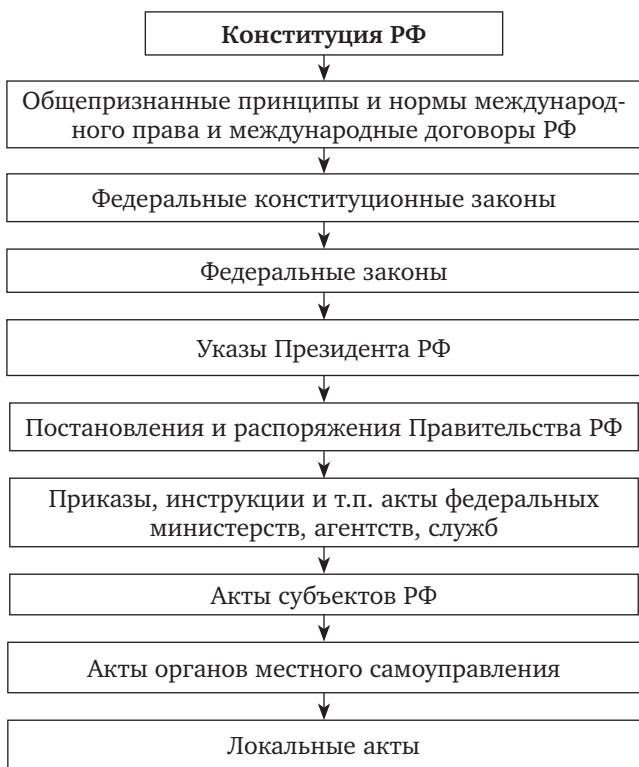 Конституция РФ
Общепризнанные принципы и нормы международ-
ного права и международные договоры РФ
Федеральные конституционные законы
Федеральные законы
Указы Президента РФ
Постановления и распоряжения Правительства РФ
Приказы, инструкции и т.п. акты федеральных
министерств, агентств, служб
Акты субъектов РФ
Акты органов местного самоуправления
Локальные акты